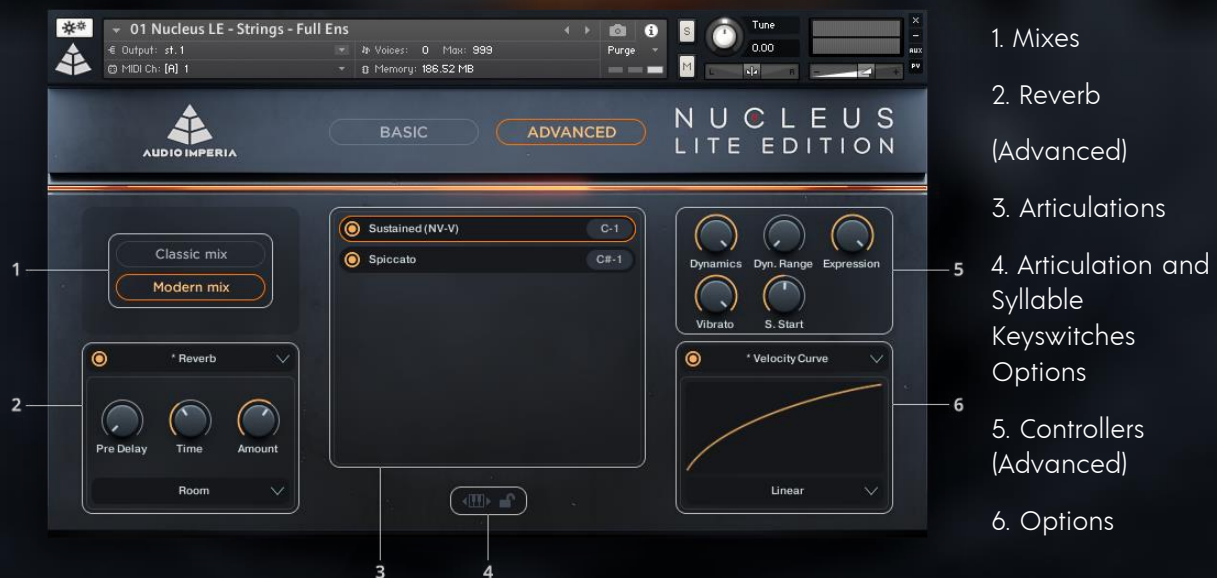 01 Nucleus LE - Strings - Full Ens
Output: st.1
Voices: 0 Max: 999
Purge
MIDI Ch: [A] 1
Memory: 186.52 MB
S
M
Tune
0.00
L R
- +
×
-
AUX
PV
AUDIO IMPERIA
BASIC
ADVANCED
NUCLEUS
LITE EDITION
Classic mix
Modern mix
Sustained (NV-V) C-1
Spiccato C#-1
Dynamics Dyn. Range Expression
Vibrato S. Start
* Reverb
Pre Delay Time Amount
Room
* Velocity Curve
Linear
1
2
3
4
5
6
1. Mixes
2. Reverb
(Advanced)
3. Articulations
4. Articulation and
Syllable
Keyswitches
Options
5. Controllers
(Advanced)
6. Options